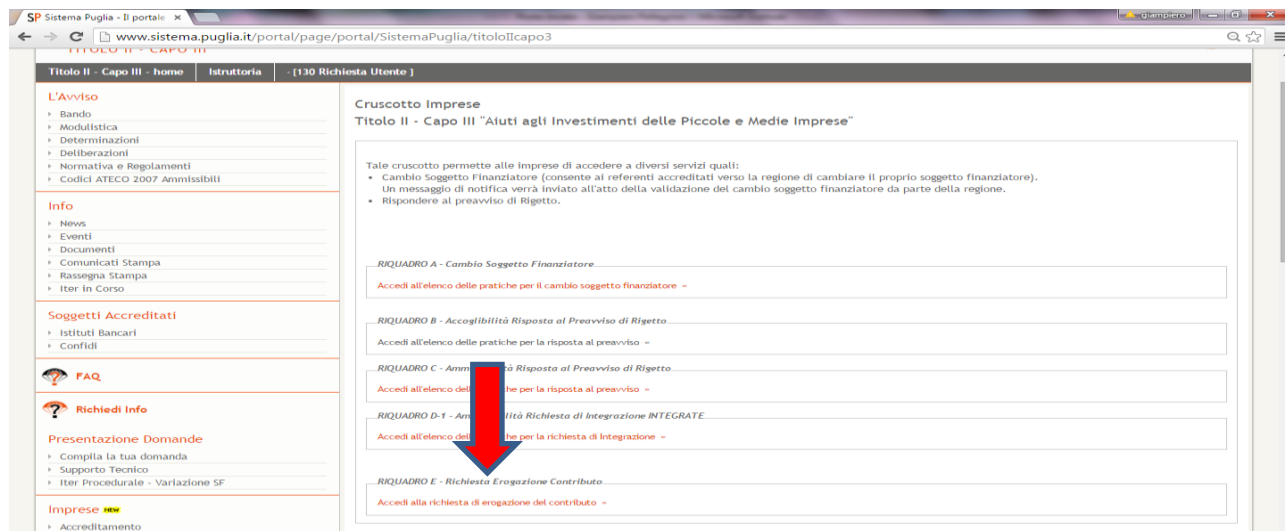 SP Sistema Puglia - Il portale ×
giampiero
www.sistema.puglia.it/portal/page/portal/SistemaPuglia/titoloIIcapo3
TITOLO II - CAPO III
Titolo II - Capo III - home Istruttoria - [130 Richiesta Utente ]
L'Avviso
Bando
Modulistica
Determinazioni
Deliberazioni
Normativa e Regolamenti
Codici ATECO 2007 Ammissibili
Info
News
Eventi
Documenti
Comunicati Stampa
Rassegna Stampa
Iter in Corso
Soggetti Accreditati
Istituti Bancari
Confidi
FAQ
Richiedi Info
Presentazione Domande
Compila la tua domanda
Supporto Tecnico
Iter Procedurale - Variazione SF
Imprese NEW
Accreditamento
Cruscotto Imprese
Titolo II - Capo III "Aiuti agli Investimenti delle Piccole e Medie Imprese"
Tale cruscotto permette alle imprese di accedere a diversi servizi quali:
• Cambio Soggetto Finanziatore (consente ai referenti accreditati verso la regione di cambiare il proprio soggetto finanziatore).
Un messaggio di notifica verrà inviato all'atto della validazione del cambio soggetto finanziatore da parte della regione.
• Rispondere al preavviso di Rigetto.
RIQUADRO A - Cambio Soggetto Finanziatore
Accedi all'elenco delle pratiche per il cambio soggetto finanziatore »
RIQUADRO B - Accoglibilità Risposta al Preavviso di Rigetto
Accedi all'elenco delle pratiche per la risposta al preavviso »
RIQUADRO C - Amm à Risposta al Preavviso di Rigetto
Accedi all'elenco del he per la risposta al preavviso »
RIQUADRO D-1 - Am lità Richiesta di Integrazione INTEGRATE
Accedi all'elenco del he per la richiesta di Integrazione »
RIQUADRO E - Richiesta Erogazione Contributo
Accedi alla richiesta di erogazione del contributo »